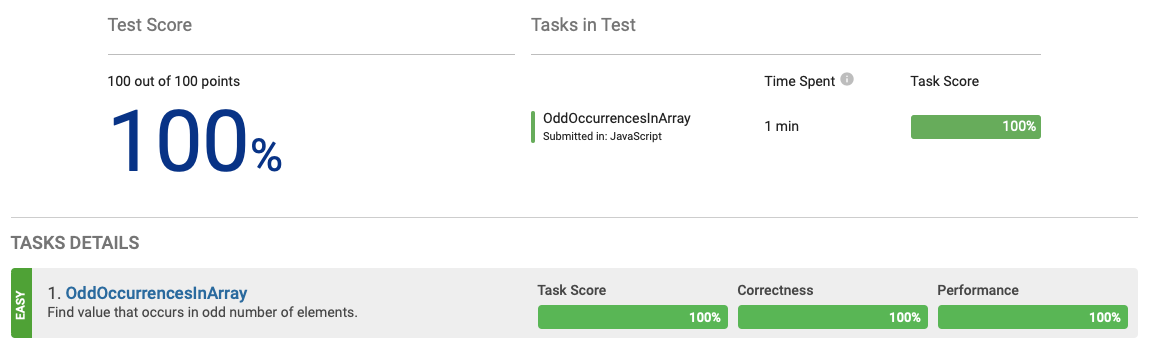 Test Score
Tasks in Test
100 out of 100 points
100%
Time Spent
Task Score
OddOccurrencesInArray
Submitted in: JavaScript
1 min
100%
TASKS DETAILS
EASY
1. OddOccurrencesInArray
Find value that occurs in odd number of elements.
Task Score
Correctness
Performance
100%
100%
100%